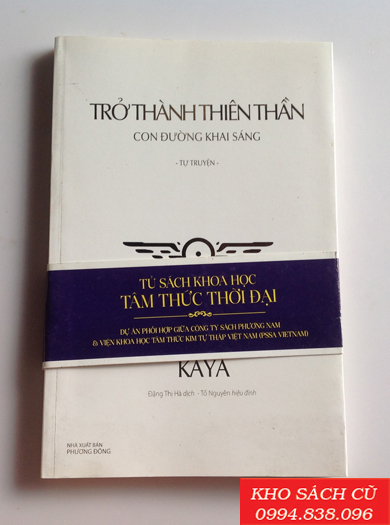 TRỞ THÀNH THIÊN THẦN
CON ĐƯỜNG KHAI SÁNG
- TỰ TRUYỆN -
TỦ SÁCH KHOA HỌC
TÂM THỨC THỜI ĐẠI
DỰ ÁN PHỐI HỢP GIỮA CÔNG TY SÁCH PHƯƠNG NAM
& VIỆN KHOA HỌC TÂM THỨC KIM TỰ THÁP VIỆT NAM (PSSA-VIETNAM)
KAYA
Đặng Thị Hà dịch - Tô Nguyên hiệu đính
NHÀ XUẤT BẢN
PHƯƠNG ĐÔNG
KHO SÁCH CŨ
0994.838.096